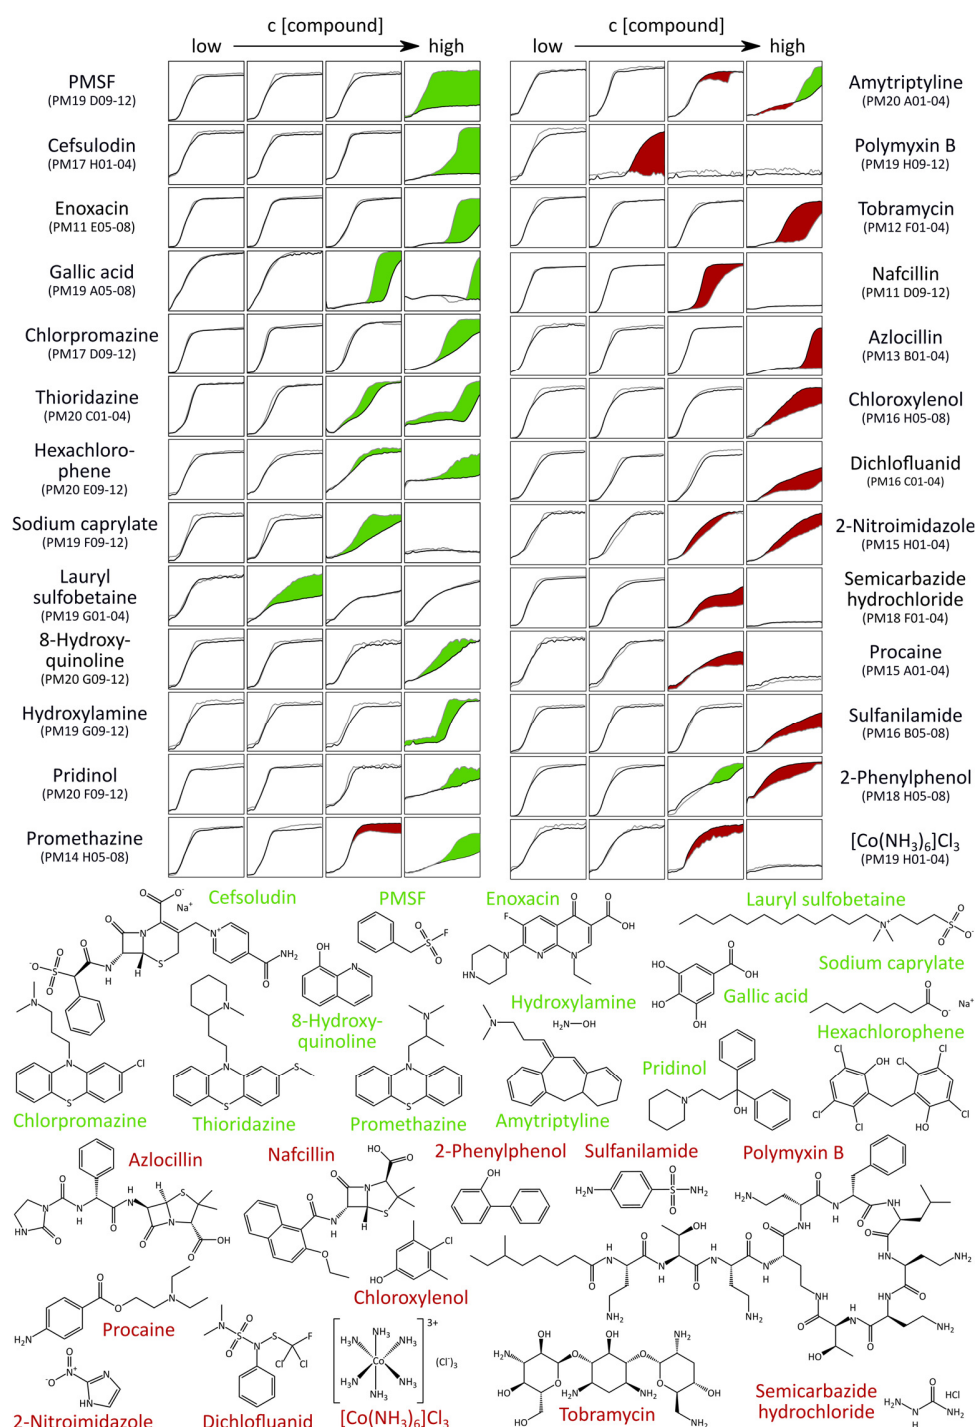 c [compound]
low
high
c [compound]
low
high
PMSF
(PM19 D09-12)
Cefsulodin
(PM17 H01-04)
Enoxacin
(PM11 E05-08)
Gallic acid
(PM19 A05-08)
Chlorpromazine
(PM17 D09-12)
Thioridazine
(PM20 C01-04)
Hexachloro-
phene
(PM20 E09-12)
Sodium caprylate
(PM19 F09-12)
Lauryl
sulfobetaine
(PM19 G01-04)
8-Hydroxy-
quinoline
(PM20 G09-12)
Hydroxylamine
(PM19 G09-12)
Pridinol
(PM20 F09-12)
Promethazine
(PM14 H05-08)
Amytriptyline
(PM20 A01-04)
Polymyxin B
(PM19 H09-12)
Tobramycin
(PM12 F01-04)
Nafcillin
(PM11 D09-12)
Azlocillin
(PM13 B01-04)
Chloroxylenol
(PM16 H05-08)
Dichlofluanid
(PM16 C01-04)
2-Nitroimidazole
(PM15 H01-04)
Semicarbazide
hydrochloride
(PM18 F01-04)
Procaine
(PM15 A01-04)
Sulfanilamide
(PM16 B05-08)
2-Phenylphenol
(PM18 H05-08)
[Co(NH3)6]Cl3
(PM19 H01-04)
Cefsoludin
PMSF
Enoxacin
Lauryl sulfobetaine
Sodium caprylate
8-Hydroxy-
quinoline
Hydroxylamine
Gallic acid
Hexachlorophene
Chlorpromazine
Thioridazine
Promethazine
Amytriptyline
Pridinol
Azlocillin
Nafcillin
2-Phenylphenol
Sulfanilamide
Polymyxin B
Chloroxylenol
Procaine
2-Nitroimidazole
Dichlofluanid
[Co(NH3)6]Cl3
Tobramycin
Semicarbazide
hydrochloride